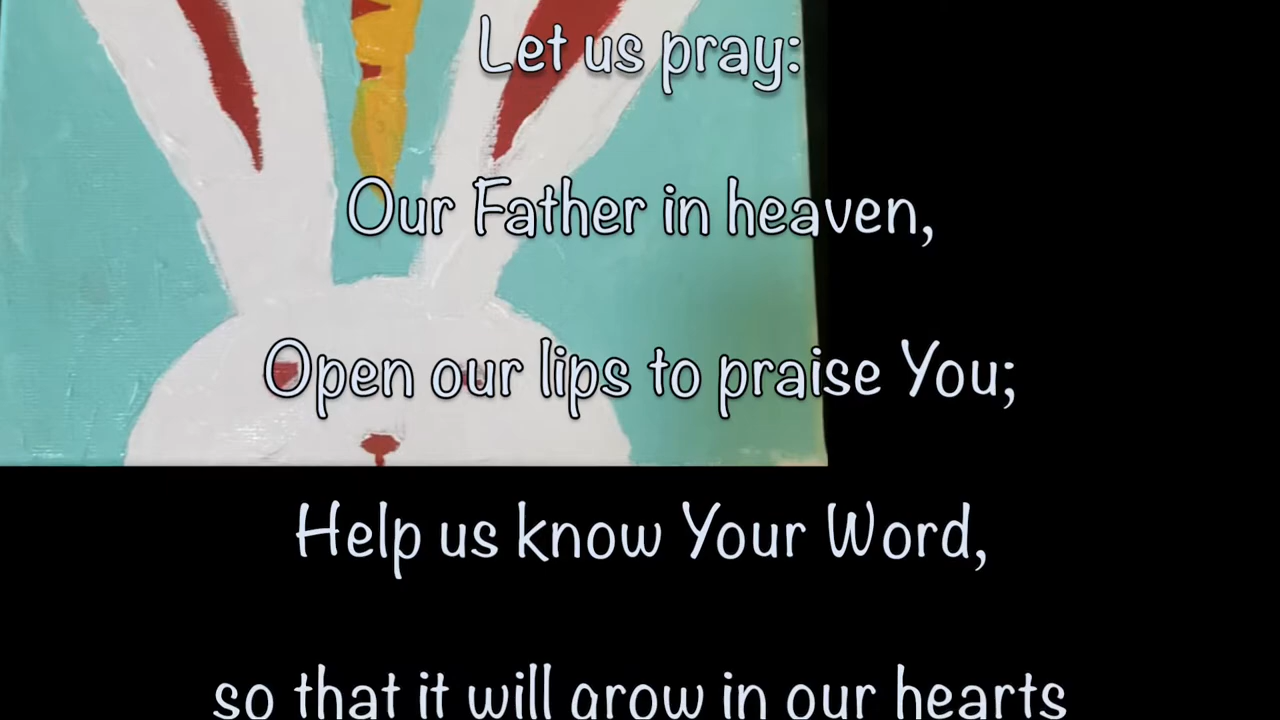 Let us pray:
Our Father in heaven,
Open our lips to praise You;
Help us know Your Word,
so that it will grow in our hearts